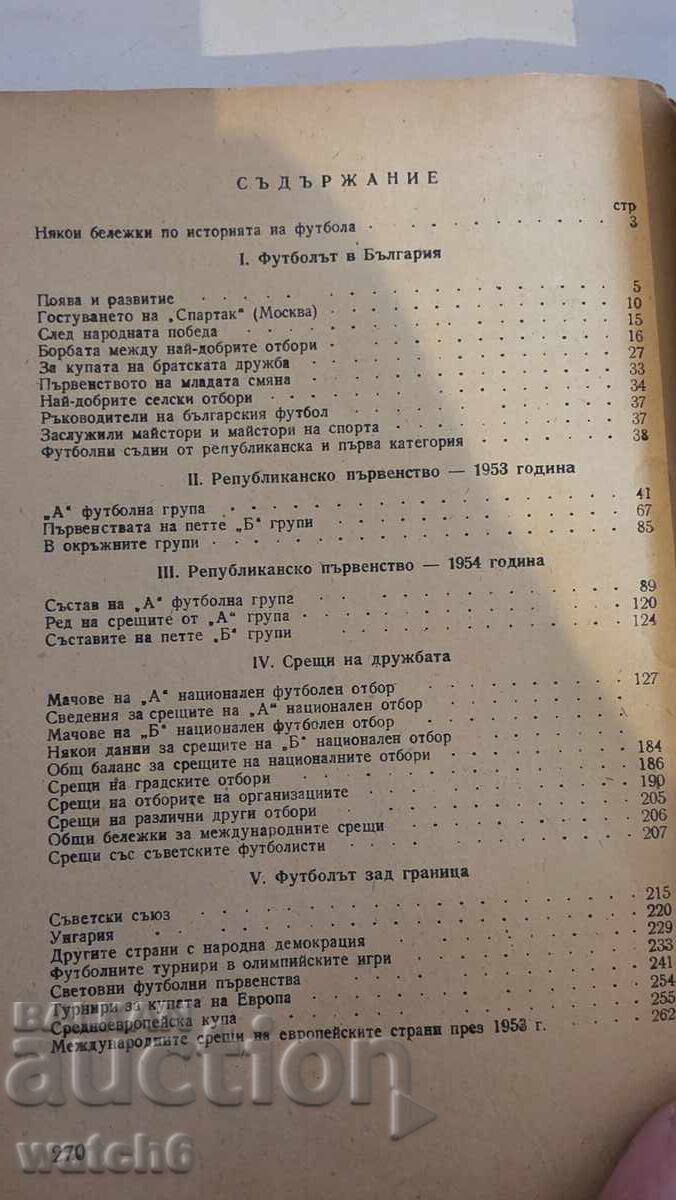 СЪДЪРЖАНИЕ
стр
Някои бележки по историята на футбола . . . . . . . . . . 3
I. Футболът в България
Поява и развитие . . . . . . . . . . 5
Гостуването на „Спартак“ (Москва) . . . . . . . . . . 10
След народната победа . . . . . . . . . . 15
Борбата между най-добрите отбори . . . . . . . . . . 16
За купата на братската дружба . . . . . . . . . . 27
Първенството на младата смяна . . . . . . . . . . 33
Най-добрите селски отбори . . . . . . . . . . 34
Ръководители на българския футбол . . . . . . . . . . 37
Заслужили майстори и майстори на спорта . . . . . . . . . . 37
Футболни съдии от републиканска и първа категория . . . . . . . . 38
II. Републиканско първенство — 1953 година
„А“ футболна група . . . . . . . . . . 41
Първенствата на петте „Б“ групи . . . . . . . . . . 67
В окръжните групи . . . . . . . . . . 85
III. Републиканско първенство — 1954 година
Състав на „А“ футболна група . . . . . . . . . . 89
Ред на срещите от „А“ група . . . . . . . . . . 120
Съставите на петте „Б“ групи . . . . . . . . . . 124
IV. Срещи на дружбата
Мачове на „А“ национален футболен отбор . . . . . . . . . . 127
Сведения за срещите на „А“ национален отбор . . . . . . . . . .
Мачове на „Б“ национален футболен отбор . . . . . . . . . .
Някои данни за срещите на „Б“ национален отбор . . . . . . . . . .
Общ баланс за срещите на националните отбори . . . . . . . . . . 184
Срещи на градските отбори . . . . . . . . . . 186
Срещи на отборите на организациите . . . . . . . . . . 190
Срещи на различни други отбори . . . . . . . . . . 205
Общи бележки за международните срещи . . . . . . . . . . 206
Срещи със съветските футболисти . . . . . . . . . . 207
V. Футболът зад граница
Съветски съюз . . . . . . . . . . 215
Унгария . . . . . . . . . . 220
Другите страни с народна демокрация . . . . . . . . . . 229
Футболните турнири в олимпийските игри . . . . . . . . . . 233
Световни футболни първенства . . . . . . . . . . 241
Турнири за купата на Европа . . . . . . . . . . 254
Средноевропейска купа . . . . . . . . . . 255
Международните срещи на европейските страни през 1953 г. . . . . . 262
BALKAN
auction
270
watch6